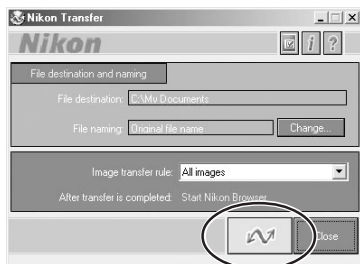 Nikon Transfer
Nikon
i ?
File destination and naming
File destination: C:\My Documents
File naming: Original file name
Change...
Image transfer rule: All images
After transfer is completed: Start Nikon Browser
Close